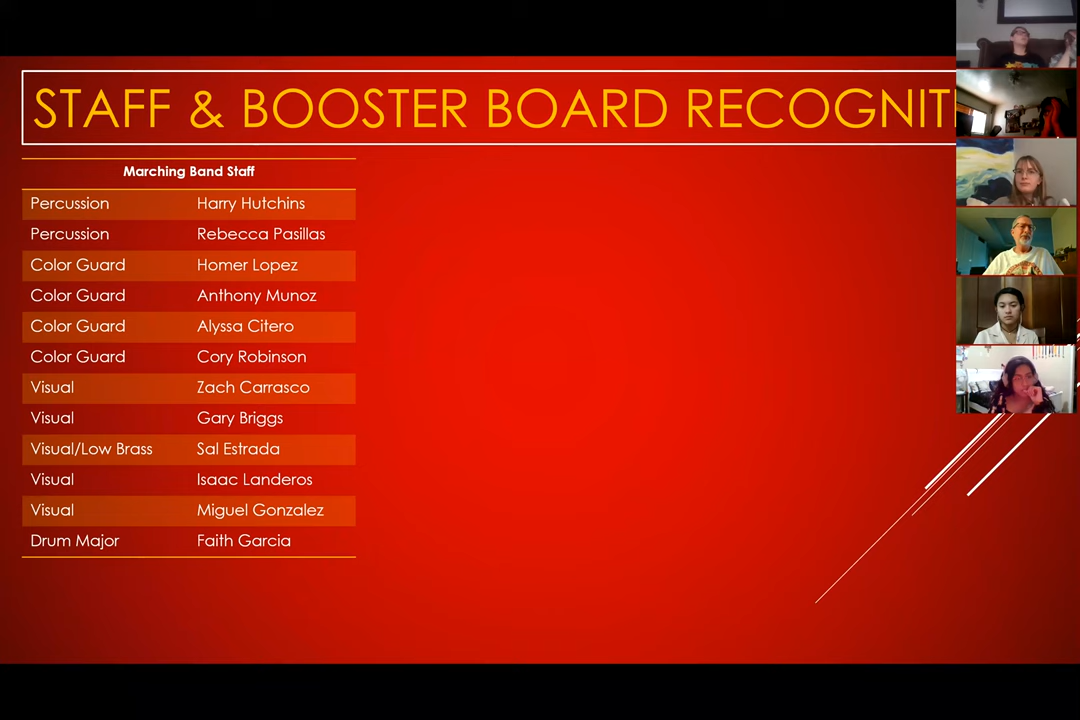 STAFF & BOOSTER BOARD RECOGNIT
Marching Band Staff
Percussion Harry Hutchins
Percussion Rebecca Pasillas
Color Guard Homer Lopez
Color Guard Anthony Munoz
Color Guard Alyssa Citero
Color Guard Cory Robinson
Visual Zach Carrasco
Visual Gary Briggs
Visual/Low Brass Sal Estrada
Visual Isaac Landeros
Visual Miguel Gonzalez
Drum Major Faith Garcia